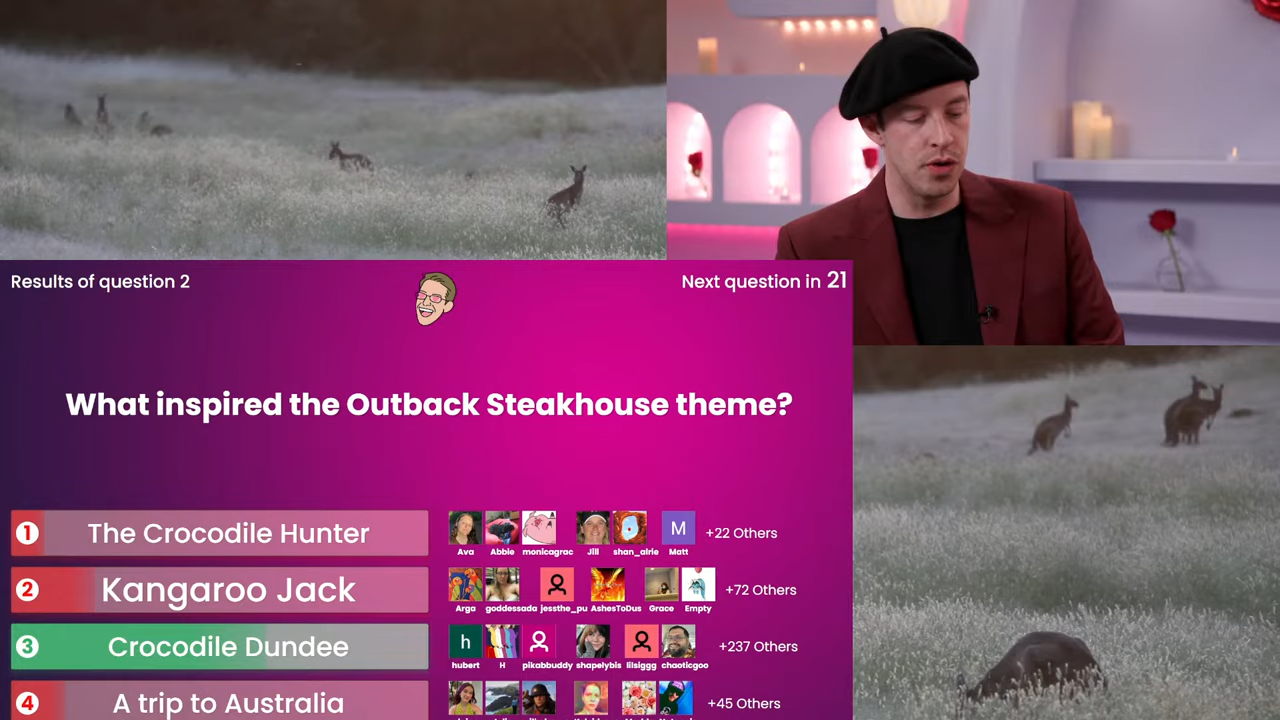 Results of question 2
Next question in 21
What inspired the Outback Steakhouse theme?
1 The Crocodile Hunter
Ava Abbie monicagrac Jill shan_alrie M Matt +22 Others
2 Kangaroo Jack
Arga goddessada jessthe_pu AshesToDus Grace Empty +72 Others
3 Crocodile Dundee
h hubert H pikabbuddy shapelybis lilsiggg chaoticgoo +237 Others
4 A trip to Australia
+45 Others